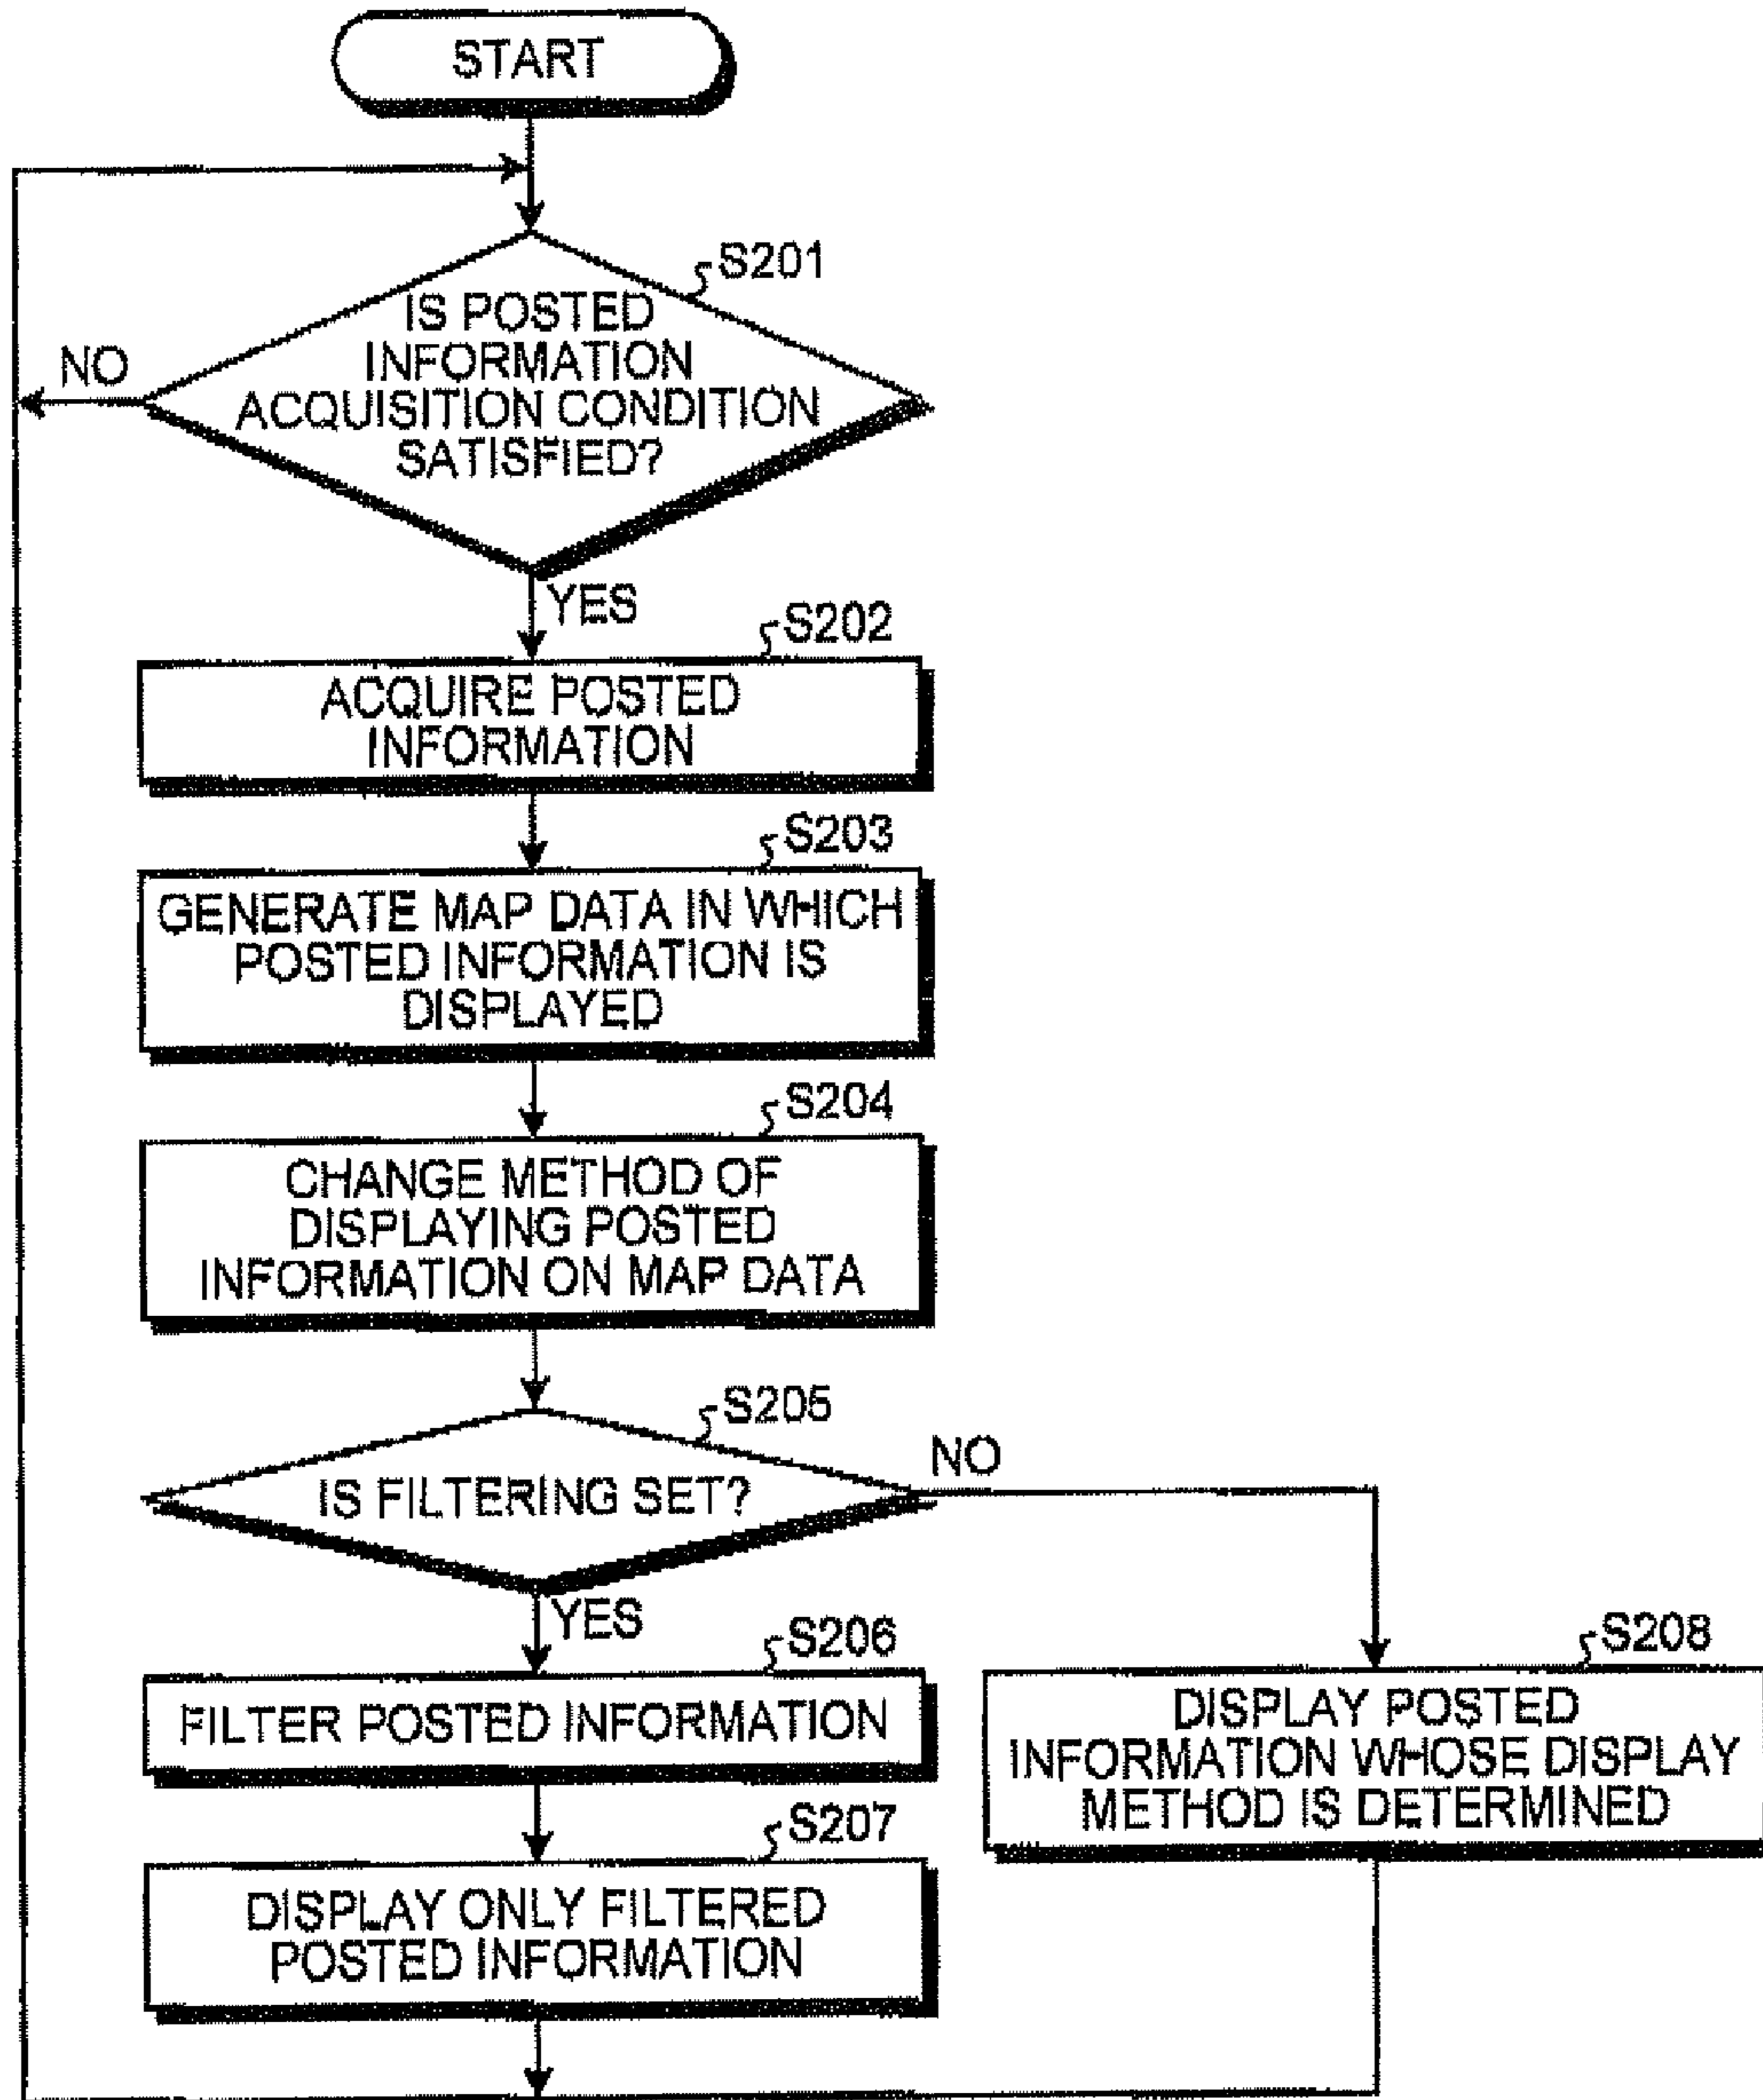 START
S201
IS POSTED
INFORMATION
ACQUISITION CONDITION
SATISFIED?
NO
YES
S202
ACQUIRE POSTED
INFORMATION
S203
GENERATE MAP DATA IN WHICH
POSTED INFORMATION IS
DISPLAYED
S204
CHANGE METHOD OF
DISPLAYING POSTED
INFORMATION ON MAP DATA
S205
IS FILTERING SET?
NO
YES
S206
FILTER POSTED INFORMATION
S207
DISPLAY ONLY FILTERED
POSTED INFORMATION
S208
DISPLAY POSTED
INFORMATION WHOSE DISPLAY
METHOD IS DETERMINED